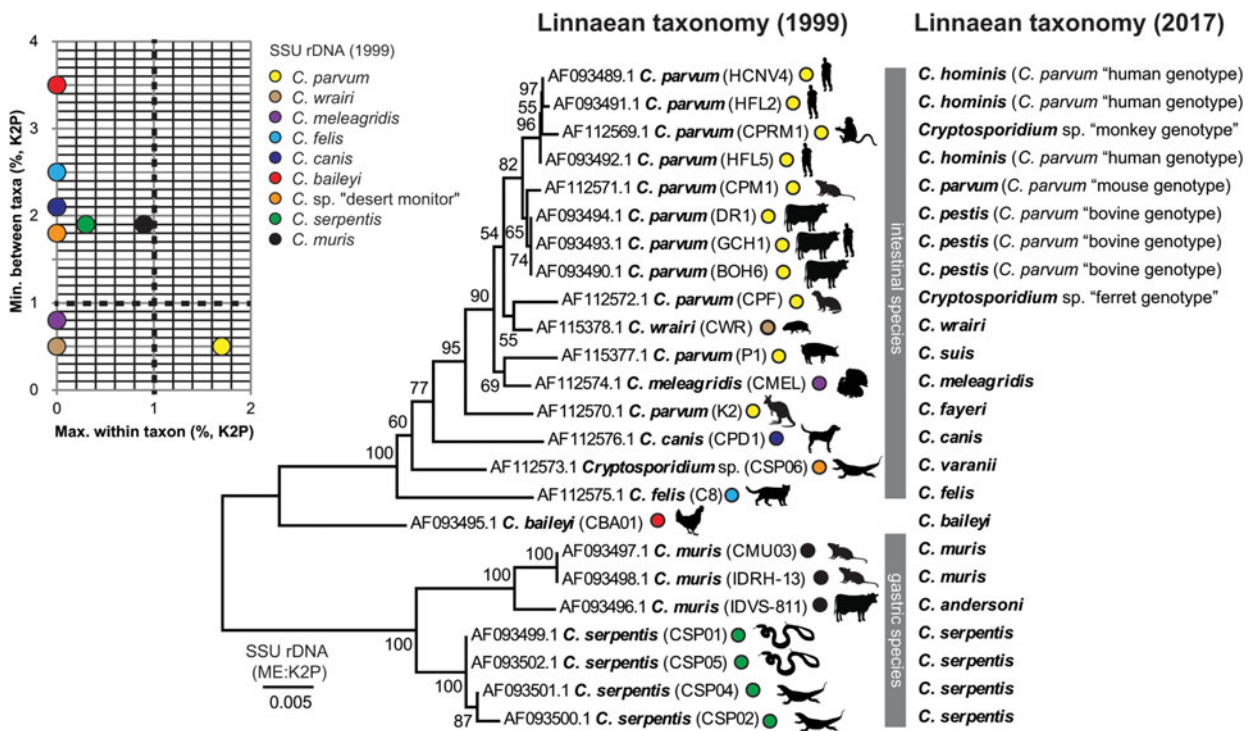 Linnaean taxonomy (1999)
Linnaean taxonomy (2017)
4
3
2
1
0
Min. between taxa (%, K2P)
0
1
2
Max. within taxon (%, K2P)
SSU rDNA (1999)
C. parvum
C. wrairi
C. meleagridis
C. felis
C. canis
C. baileyi
C. sp. "desert monitor"
C. serpentis
C. muris
AF093489.1 C. parvum (HCNV4)
AF093491.1 C. parvum (HFL2)
AF112569.1 C. parvum (CPRM1)
AF093492.1 C. parvum (HFL5)
AF112571.1 C. parvum (CPM1)
AF093494.1 C. parvum (DR1)
AF093493.1 C. parvum (GCH1)
AF093490.1 C. parvum (BOH6)
AF112572.1 C. parvum (CPF)
AF115378.1 C. wrairi (CWR)
AF115377.1 C. parvum (P1)
AF112574.1 C. meleagridis (CMEL)
AF112570.1 C. parvum (K2)
AF112576.1 C. canis (CPD1)
AF112573.1 Cryptosporidium sp. (CSP06)
AF112575.1 C. felis (C8)
AF093495.1 C. baileyi (CBA01)
AF093497.1 C. muris (CMU03)
AF093498.1 C. muris (IDRH-13)
AF093496.1 C. muris (IDVS-811)
AF093499.1 C. serpentis (CSP01)
AF093502.1 C. serpentis (CSP05)
AF093501.1 C. serpentis (CSP04)
AF093500.1 C. serpentis (CSP02)
97
55
96
82
54
65
74
90
55
95
69
77
60
100
100
100
100
100
87
SSU rDNA
(ME:K2P)
0.005
intestinal species
gastric species
C. hominis (C. parvum “human genotype)
C. hominis (C. parvum “human genotype)
Cryptosporidium sp. “monkey genotype”
C. hominis (C. parvum “human genotype)
C. parvum (C. parvum “mouse genotype)
C. pestis (C. parvum “bovine genotype)
C. pestis (C. parvum “bovine genotype)
C. pestis (C. parvum “bovine genotype)
Cryptosporidium sp. “ferret genotype”
C. wrairi
C. suis
C. meleagridis
C. fayeri
C. canis
C. varanii
C. felis
C. baileyi
C. muris
C. muris
C. andersoni
C. serpentis
C. serpentis
C. serpentis
C. serpentis